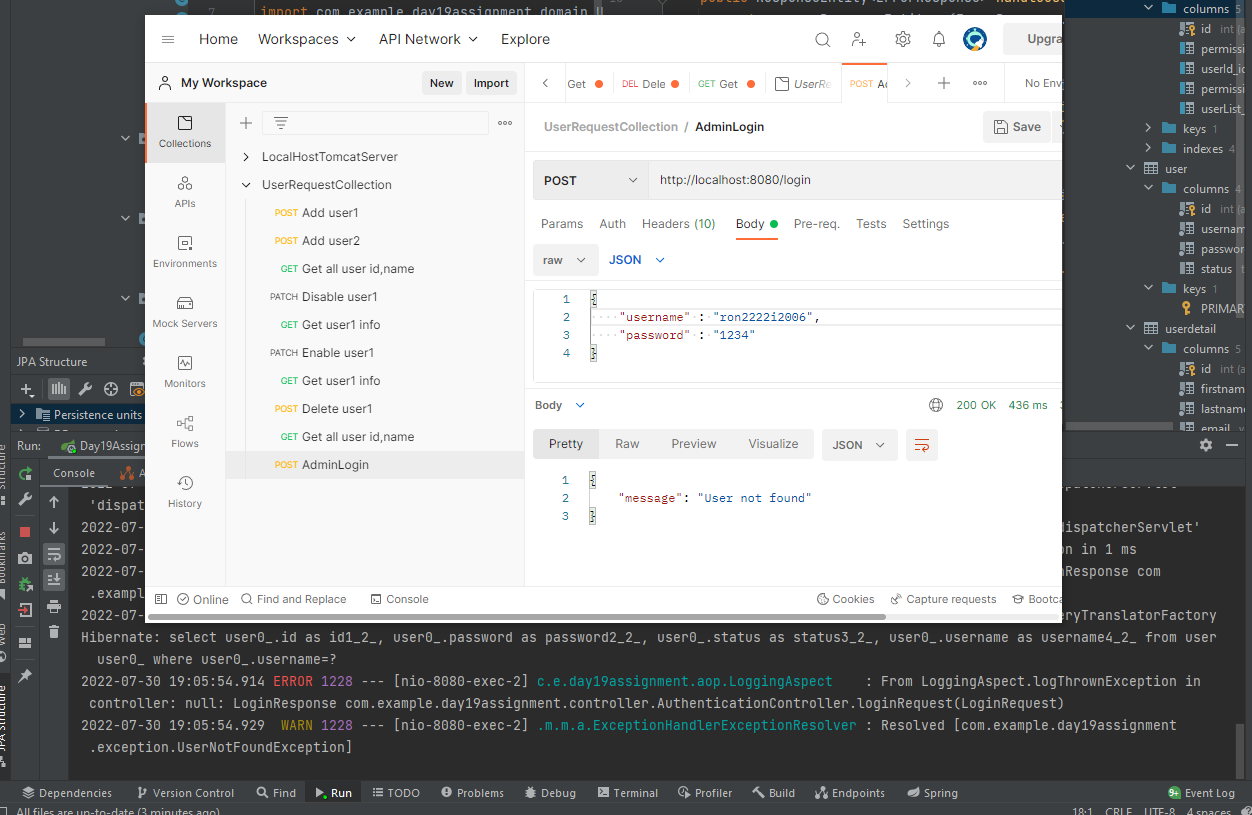 import com.example.day19assignment.domain.U
7
columns 5
id int
permissi
userId_i
permissi
userList_
keys 1
indexes 4
user
columns 4
id int
usernam
passwor
status
keys 1
PRIMAR
userdetail
columns 5
id int
firstnam
lastname
Home Workspaces API Network Explore Upgra
My Workspace New Import
Get DEL Dele GET Get UserRe POST Ad No Env
Collections
APIs
Environments
Mock Servers
Monitors
Flows
History
LocalHostTomcatServer
UserRequestCollection
POST Add user1
POST Add user2
GET Get all user id,name
PATCH Disable user1
GET Get user1 info
PATCH Enable user1
GET Get user1 info
POST Delete user1
GET Get all user id,name
POST AdminLogin
UserRequestCollection / AdminLogin Save
POST http://localhost:8080/login
Params Auth Headers (10) Body Pre-req. Tests Settings
raw JSON
1 {
2 "username" : "ron2222i2006",
3 "password" : "1234"
4 }
Body 200 OK 436 ms
Pretty Raw Preview Visualize JSON
1 {
2 "message": "User not found"
3 }
Online Find and Replace Console Cookies Capture requests Bootca
JPA Structure
Persistence units
Run: Day19Assign
Console
'dispat
2022-07- dispatcherServlet'
2022-07- on in 1 ms
2022-07- nResponse com
.exampl
2022-07- eryTranslatorFactory
Hibernate: select user0_.id as id1_2_, user0_.password as password2_2_, user0_.status as status3_2_, user0_.username as username4_2_ from user
user0_ where user0_.username=?
2022-07-30 19:05:54.914 ERROR 1228 --- [nio-8080-exec-2] c.e.day19assignment.aop.LoggingAspect : From LoggingAspect.logThrownException in
controller: null: LoginResponse com.example.day19assignment.controller.AuthenticationController.loginRequest(LoginRequest)
2022-07-30 19:05:54.929 WARN 1228 --- [nio-8080-exec-2] .m.m.a.ExceptionHandlerExceptionResolver : Resolved [com.example.day19assignment
.exception.UserNotFoundException]
Dependencies Version Control Find Run TODO Problems Debug Terminal Profiler Build Endpoints Spring Event Log
All files are up-to-date (3 minutes ago) 18:1 CRLF UTF-8 4 spaces